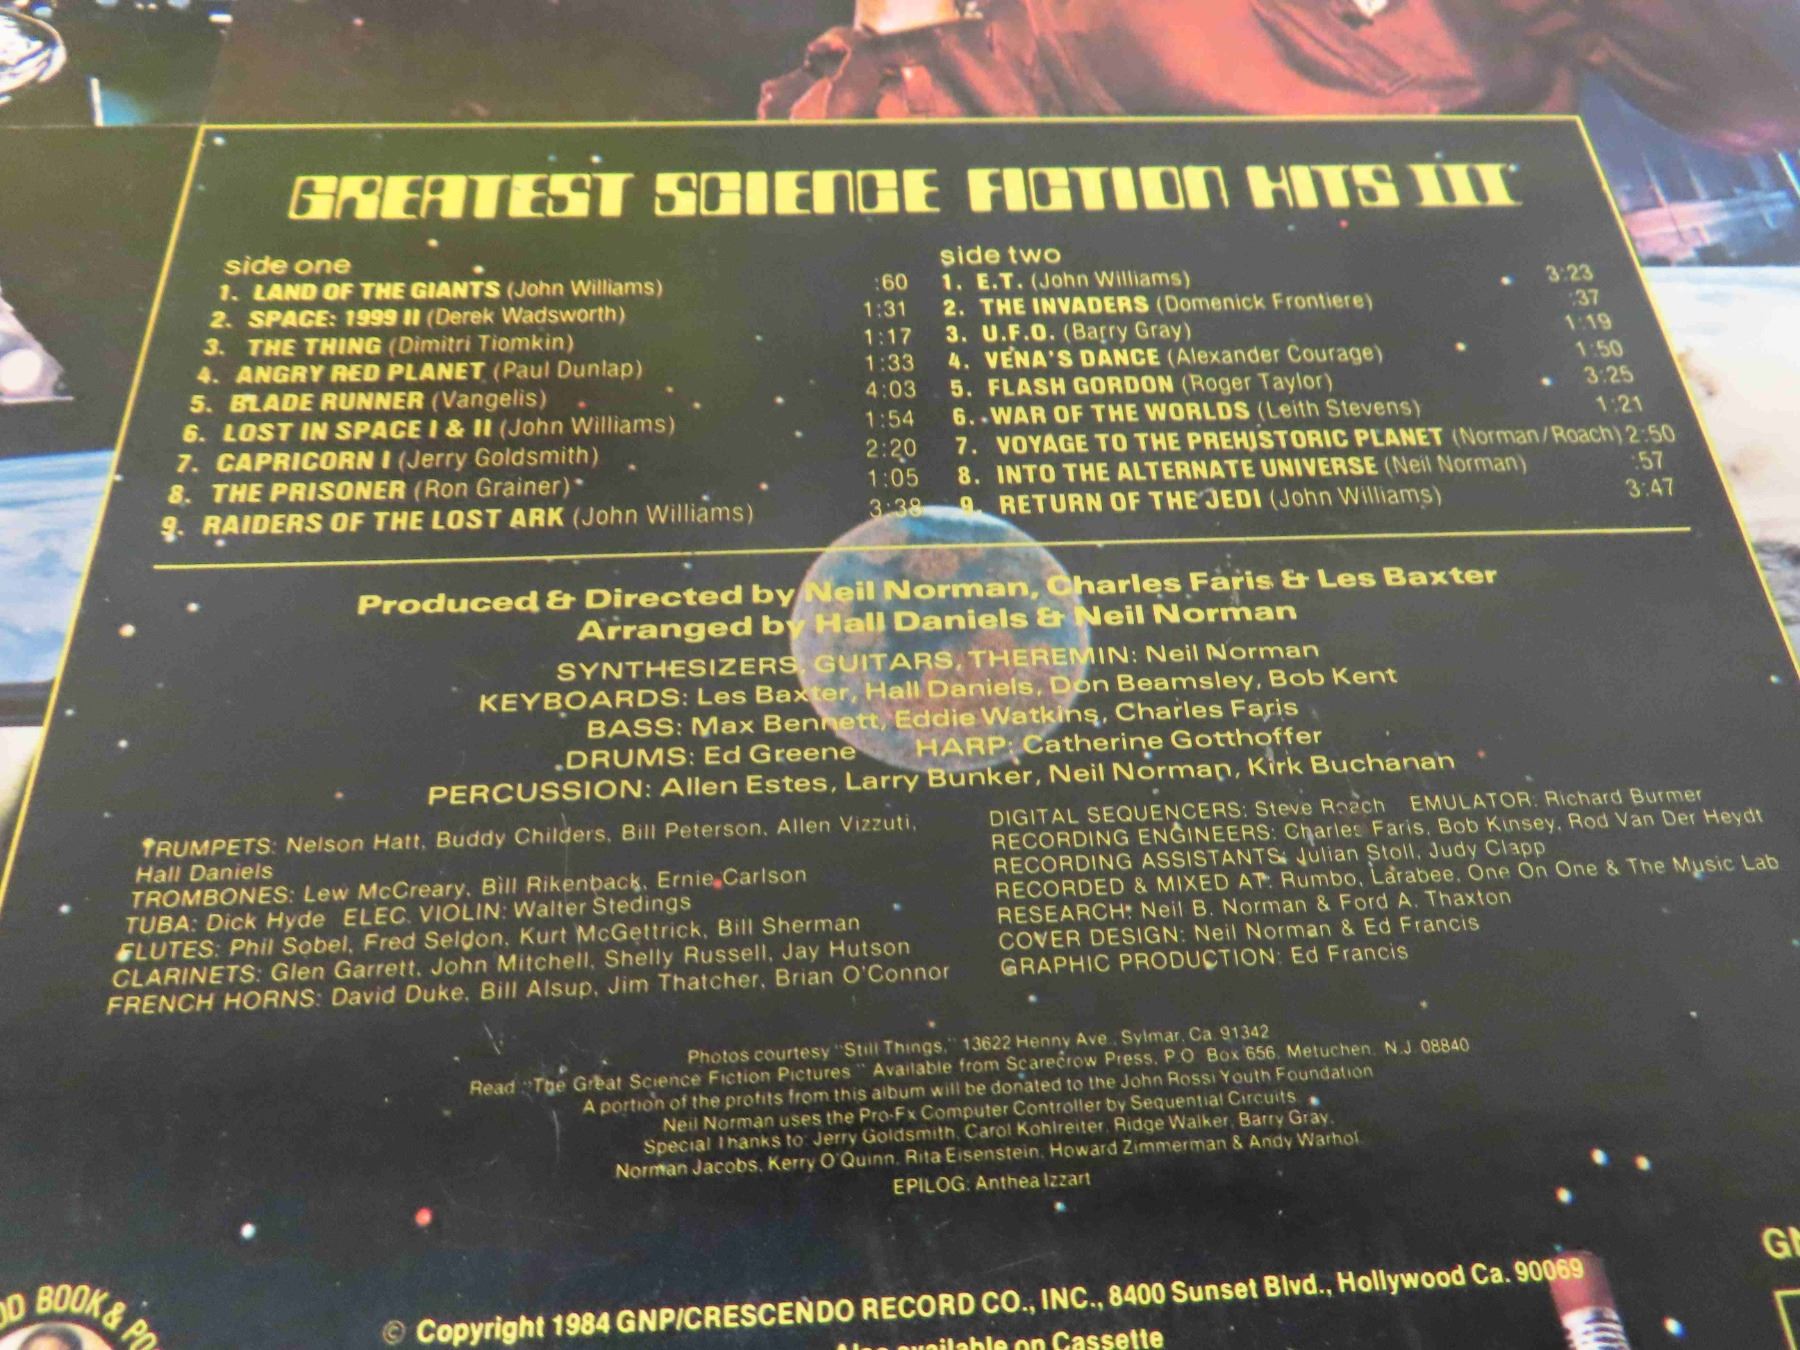 GREATEST SCIENCE FICTION HITS III
side one
1. LAND OF THE GIANTS (John Williams) :60
2. SPACE: 1999 II (Derek Wadsworth) 1:31
3. THE THING (Dimitri Tiomkin) 1:17
4. ANGRY RED PLANET (Paul Dunlap) 1:33
5. BLADE RUNNER (Vangelis) 4:03
6. LOST IN SPACE I & II (John Williams) 1:54
7. CAPRICORN I (Jerry Goldsmith) 2:20
8. THE PRISONER (Ron Grainer) 1:05
9. RAIDERS OF THE LOST ARK (John Williams) 3:38
side two
1. E.T. (John Williams) 3:23
2. THE INVADERS (Domenick Frontiere) :37
3. U.F.O. (Barry Gray) 1:19
4. VENA'S DANCE (Alexander Courage) 1:50
5. FLASH GORDON (Roger Taylor) 3:25
6. WAR OF THE WORLDS (Leith Stevens) 1:21
7. VOYAGE TO THE PREHISTORIC PLANET (Norman/Roach) 2:50
8. INTO THE ALTERNATE UNIVERSE (Neil Norman) :57
9. RETURN OF THE JEDI (John Williams) 3:47
Produced & Directed by Neil Norman, Charles Faris & Les Baxter
Arranged by Hall Daniels & Neil Norman
SYNTHESIZERS, GUITARS, THEREMIN: Neil Norman
KEYBOARDS: Les Baxter, Hall Daniels, Don Beamsley, Bob Kent
BASS: Max Bennett, Eddie Watkins, Charles Faris
DRUMS: Ed Greene HARP: Catherine Gotthoffer
PERCUSSION: Allen Estes, Larry Bunker, Neil Norman, Kirk Buchanan
TRUMPETS: Nelson Hatt, Buddy Childers, Bill Peterson, Allen Vizzuti,
Hall Daniels
TROMBONES: Lew McCreary, Bill Rikenback, Ernie Carlson
TUBA: Dick Hyde ELEC. VIOLIN: Walter Stedings
FLUTES: Phil Sobel, Fred Seldon, Kurt McGettrick, Bill Sherman
CLARINETS: Glen Garrett, John Mitchell, Shelly Russell, Jay Hutson
FRENCH HORNS: David Duke, Bill Alsup, Jim Thatcher, Brian O'Connor
DIGITAL SEQUENCERS: Steve Roach EMULATOR: Richard Burmer
RECORDING ENGINEERS: Charles Faris, Bob Kinsey, Rod Van Der Heydt
RECORDING ASSISTANTS: Julian Stoll, Judy Clapp
RECORDED & MIXED AT: Rumbo, Larabee, One On One & The Music Lab
RESEARCH: Neil B. Norman & Ford A. Thaxton
COVER DESIGN: Neil Norman & Ed Francis
GRAPHIC PRODUCTION: Ed Francis
Photos courtesy "Still Things," 13622 Henny Ave., Sylmar, Ca. 91342
Read "The Great Science Fiction Pictures" Available from Scarecrow Press, P.O. Box 656, Metuchen, N.J. 08840
A portion of the profits from this album will be donated to the John Rossi Youth Foundation
Neil Norman uses the Pro-Fx Computer Controller by Sequential Circuits
Special Thanks to: Jerry Goldsmith, Carol Kohlreiter, Ridge Walker, Barry Gray,
Norman Jacobs, Kerry O'Quinn, Rita Eisenstein, Howard Zimmerman & Andy Warhol
EPILOG: Anthea Izzart
© Copyright 1984 GNP/CRESCENDO RECORD CO., INC., 8400 Sunset Blvd., Hollywood Ca. 90069
Also available on Cassette
BOOK &